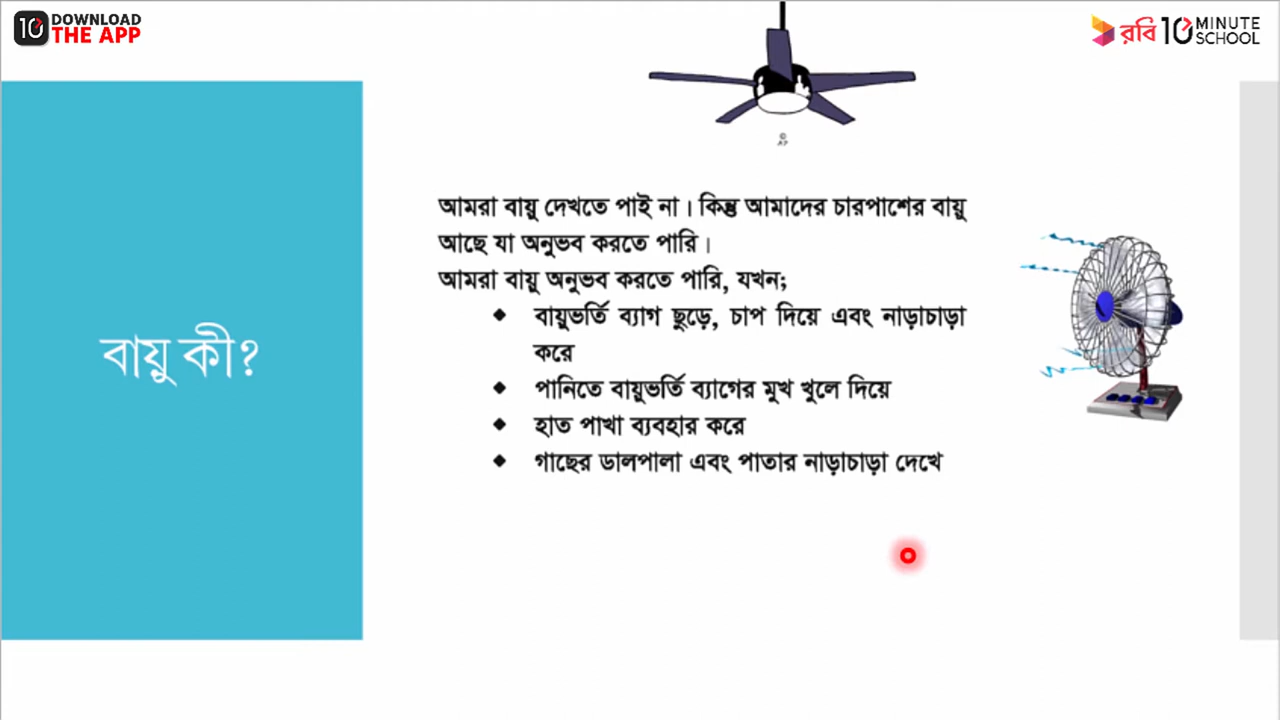 DOWNLOAD
THE APP
রবি 10 MINUTE
SCHOOL
আমরা বায়ু দেখতে পাই না। কিন্তু আমাদের চারপাশের বায়ু
আছে যা অনুভব করতে পারি।
আমরা বায়ু অনুভব করতে পারি, যখন;
◆ বায়ুভর্তি ব্যাগ ছুড়ে, চাপ দিয়ে এবং নাড়াচাড়া
করে
◆ পানিতে বায়ুভর্তি ব্যাগের মুখ খুলে দিয়ে
◆ হাত পাখা ব্যবহার করে
◆ গাছের ডালপালা এবং পাতার নাড়াচাড়া দেখে
বায়ু কী?